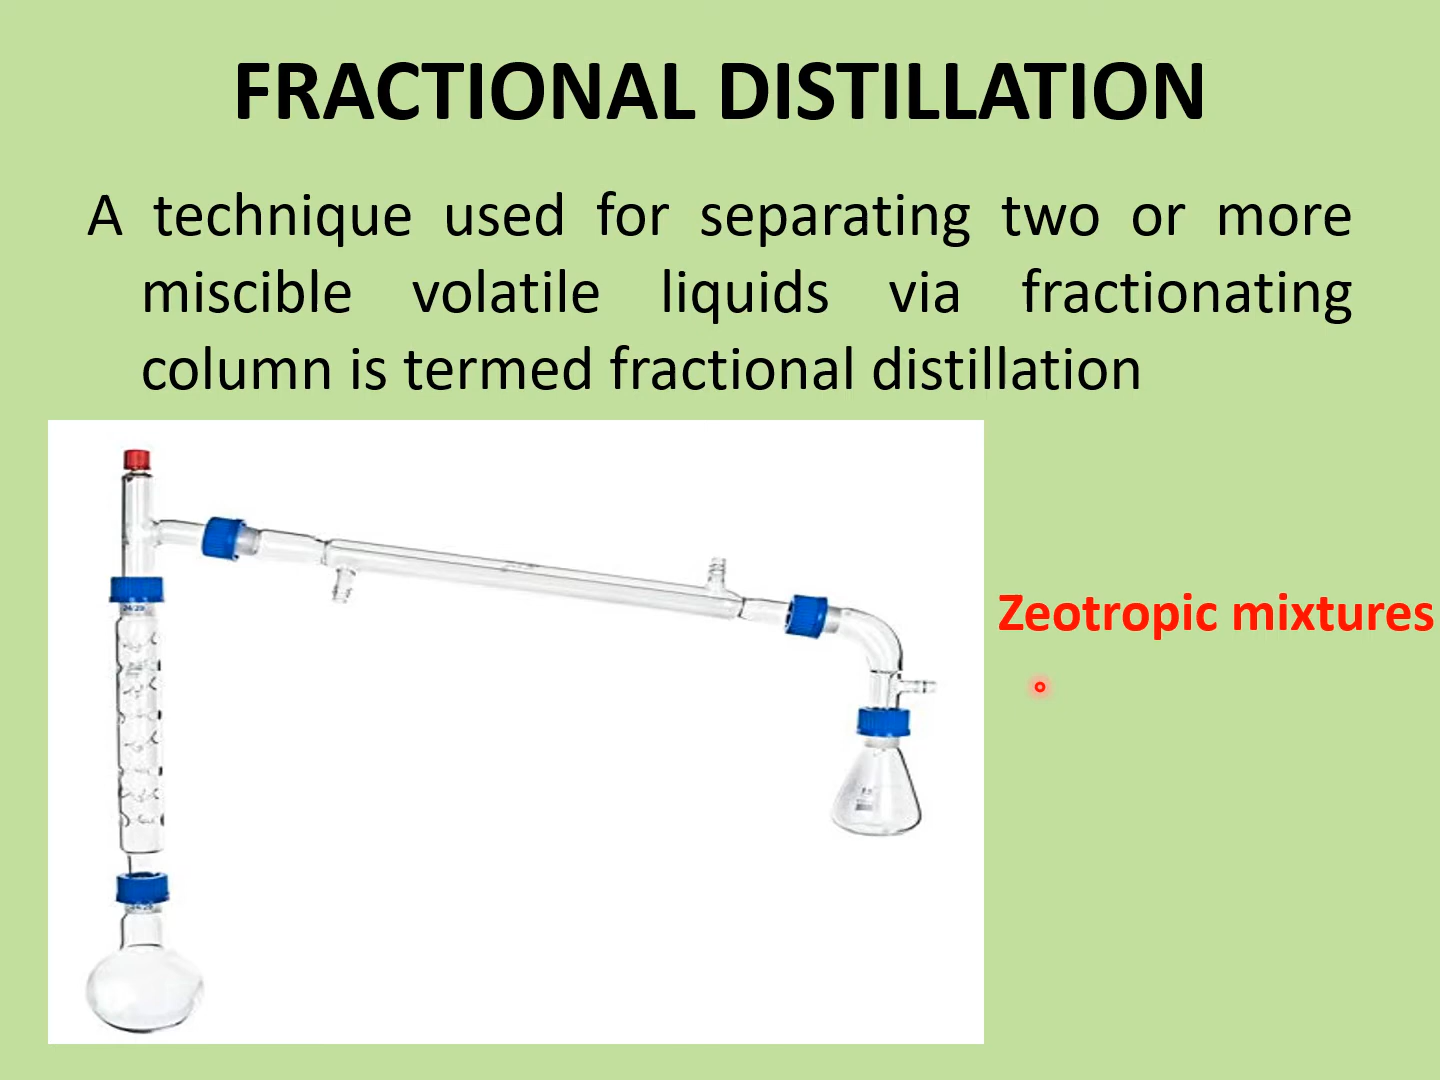 FRACTIONAL DISTILLATION
A technique used for separating two or more
miscible volatile liquids via fractionating
column is termed fractional distillation
Zeotropic mixtures